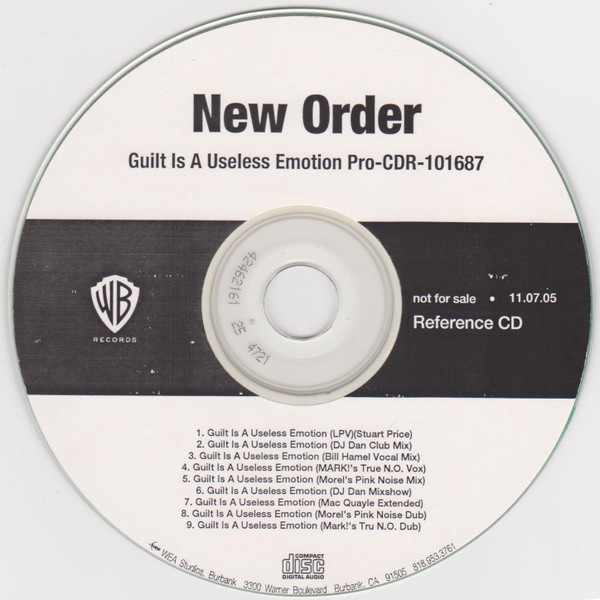 New Order
Guilt Is A Useless Emotion Pro-CDR-101687
WB
RECORDS
42462161 25 4721
not for sale • 11.07.05
Reference CD
1. Guilt Is A Useless Emotion (LPV)(Stuart Price)
2. Guilt Is A Useless Emotion (DJ Dan Club Mix)
3. Guilt Is A Useless Emotion (Bill Hamel Vocal Mix)
4. Guilt Is A Useless Emotion (MARK!'s True N.O. Vox)
5. Guilt Is A Useless Emotion (Morel's Pink Noise Mix)
6. Guilt Is A Useless Emotion (DJ Dan Mixshow)
7. Guilt Is A Useless Emotion (Mac Quayle Extended)
8. Guilt Is A Useless Emotion (Morel's Pink Noise Dub)
9. Guilt Is A Useless Emotion (Mark!'s Tru N.O. Dub)
COMPACT
disc
DIGITAL AUDIO
WEA Studios, Burbank 3300 Warner Boulevard Burbank, CA 91505 818.953.3761